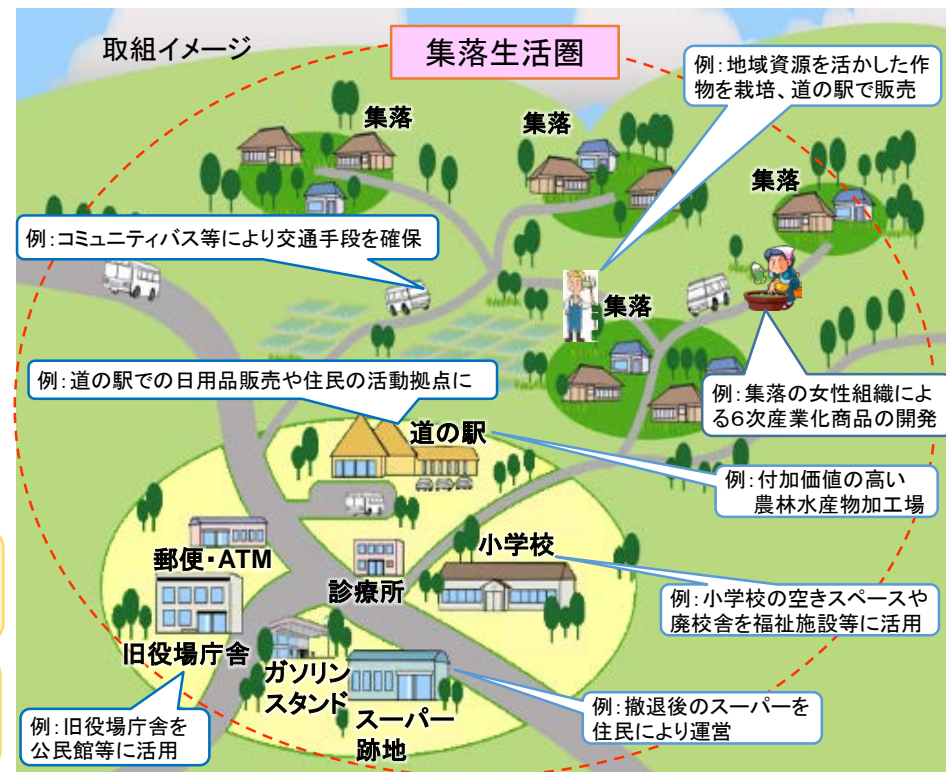 取組イメージ
集落生活圏
例：地域資源を活かした作
物を栽培、道の駅で販売
集落
集落
集落
例：コミュニティバス等により交通手段を確保
集落
例：道の駅での日用品販売や住民の活動拠点に
例：集落の女性組織によ
る６次産業化商品の開発
道の駅
例：付加価値の高い
農林水産物加工場
郵便・ATM
小学校
診療所
例：小学校の空きスペースや
廃校舎を福祉施設等に活用
旧役場庁舎
ガソリン
スタンド
スーパー
跡地
例：撤退後のスーパーを
住民により運営
例：旧役場庁舎を
公民館等に活用